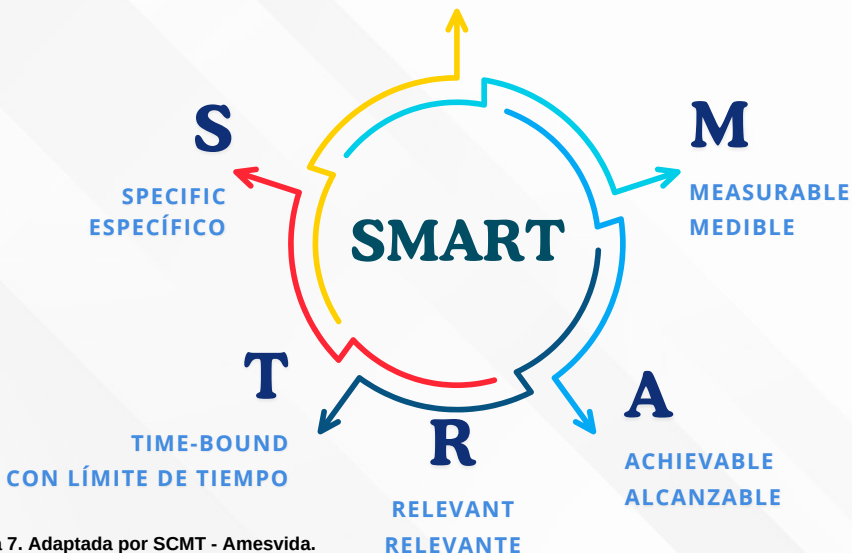 S
SPECIFIC
ESPECÍFICO
M
MEASURABLE
MEDIBLE
SMART
A
ACHIEVABLE
ALCANZABLE
R
RELEVANT
RELEVANTE
T
TIME-BOUND
CON LÍMITE DE TIEMPO
7. Adaptada por SCMT - Amesvida.